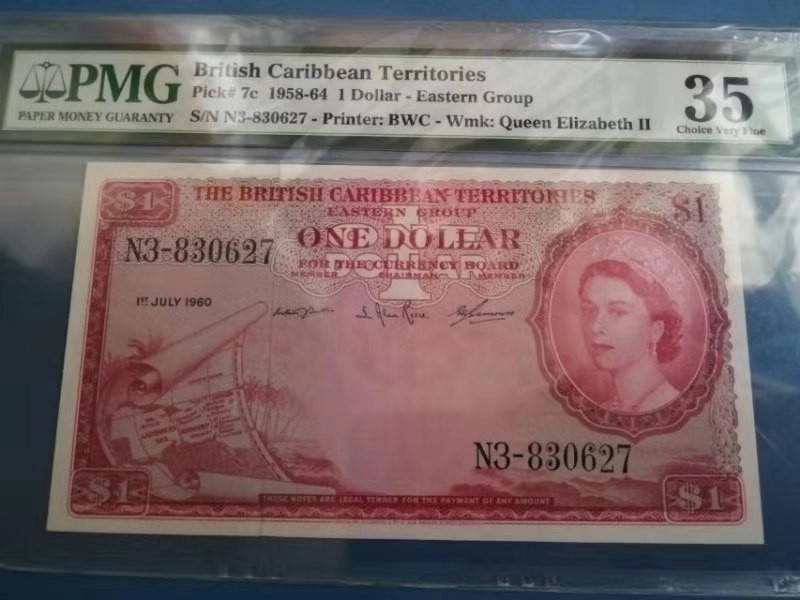 PMG
PAPER MONEY GUARANTY
British Caribbean Territories
Pick# 7c 1958-64 1 Dollar - Eastern Group
S/N N3-830627 - Printer: BWC - Wmk: Queen Elizabeth II
35
Choice Very Fine
$1
THE BRITISH CARIBBEAN TERRITORIES
EASTERN GROUP
$1
N3-830627
ONE DOLLAR
FOR THE CURRENCY BOARD
MEMBER CHAIRMAN MEMBER
1ST JULY 1960
CARIBBEAN
SEA
N3-830627
$1
THESE NOTES ARE LEGAL TENDER FOR THE PAYMENT OF ANY AMOUNT
$1